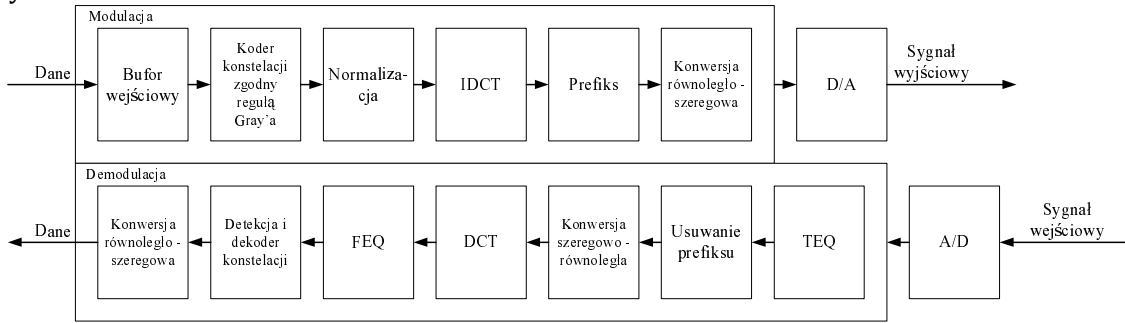 y
Modulacja
Dane
Bufor
wejściowy
Koder
konstelacji
zgodny
regułą
Gray'a
Normaliza-
cja
IDCT
Prefiks
Konwersja
równoległo -
szeregowa
D/A
Sygnał
wyjściowy
Demodulacja
Dane
Konwersja
równoległo -
szeregowa
Detekcja i
dekoder
konstelacji
FEQ
DCT
Konwersja
szeregowo -
równoległa
Usuwanie
prefiksu
TEQ
A/D
Sygnał
wejściowy